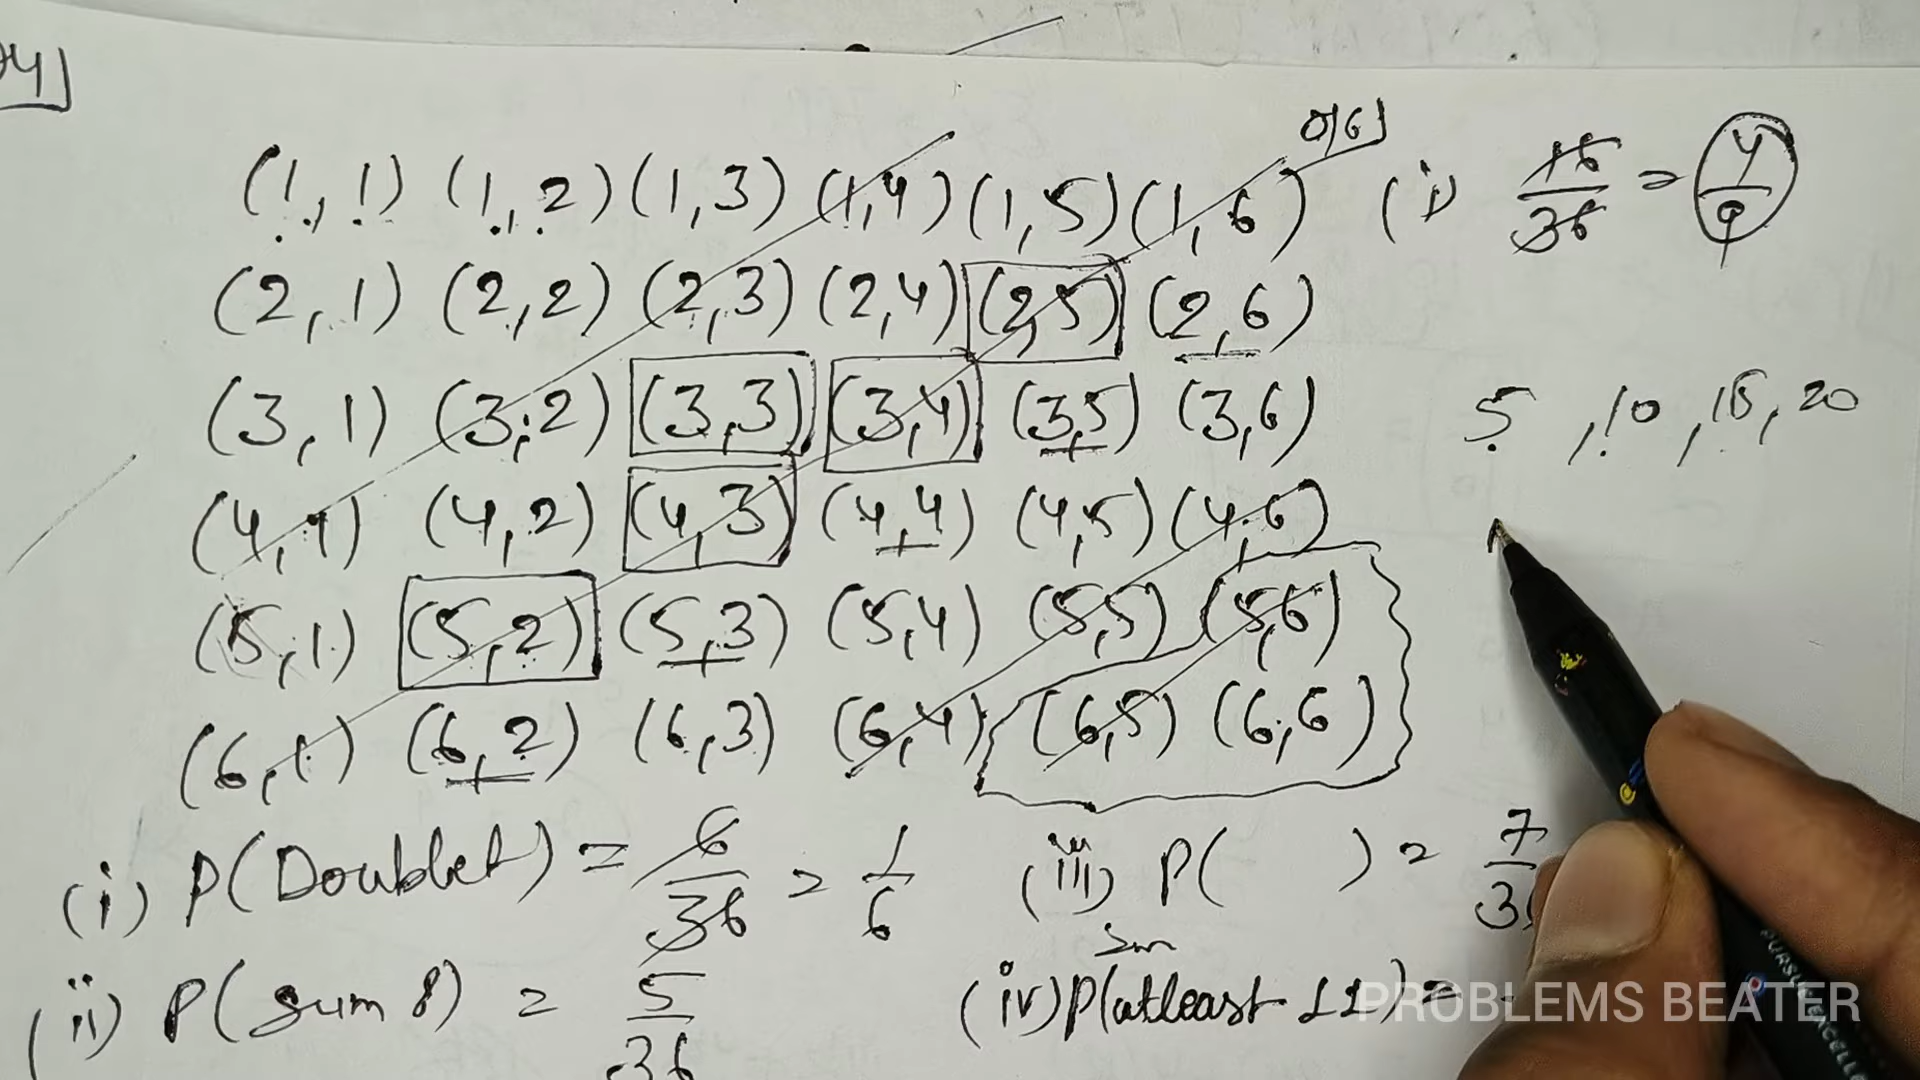 (1,1) (1,2) (1,3) (1,4) (1,5) (1,6) (i) 16/36 = 4/9
(2,1) (2,2) (2,3) (2,4) (2,5) (2,6)
(3,1) (3,2) (3,3) (3,4) (3,5) (3,6) 5, 10, 15, 20
(4,1) (4,2) (4,3) (4,4) (4,5) (4,6)
(5,1) (5,2) (5,3) (5,4) (5,5) (5,6)
(6,1) (6,2) (6,3) (6,4) (6,5) (6,6)
(i) P(Doublet) = 6/36 = 1/6
(iii) P( ) =
(ii) P(sum 8) = 5/36
sum
(iv) P(atleast 11) =
PROBLEMS BEATER